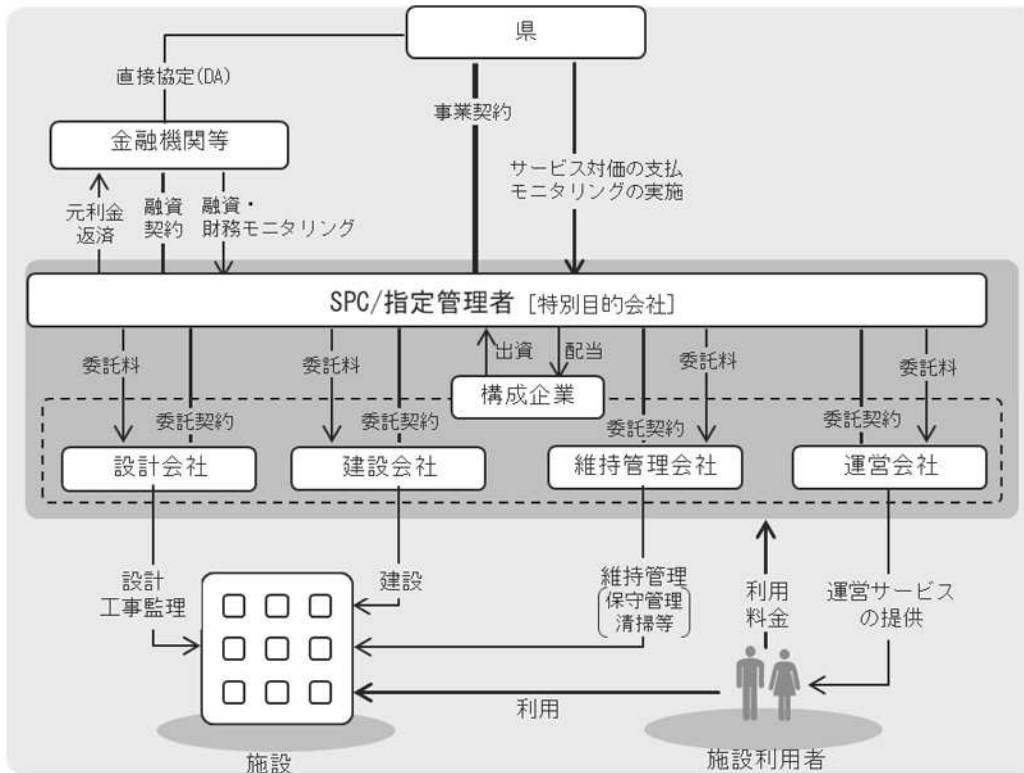 県
直接協定(DA)
事業契約
金融機関等
サービス対価の支払
モニタリングの実施
元利金
返済
融資
契約
融資・
財務モニタリング
SPC/指定管理者 [特別目的会社]
委託料
委託料
出資
配当
委託料
委託料
構成企業
委託契約
委託契約
委託契約
委託契約
設計会社
建設会社
維持管理会社
運営会社
設計
工事監理
建設
維持管理
保守管理
清掃等
利用
料金
運営サービス
の提供
利用
施設
施設利用者